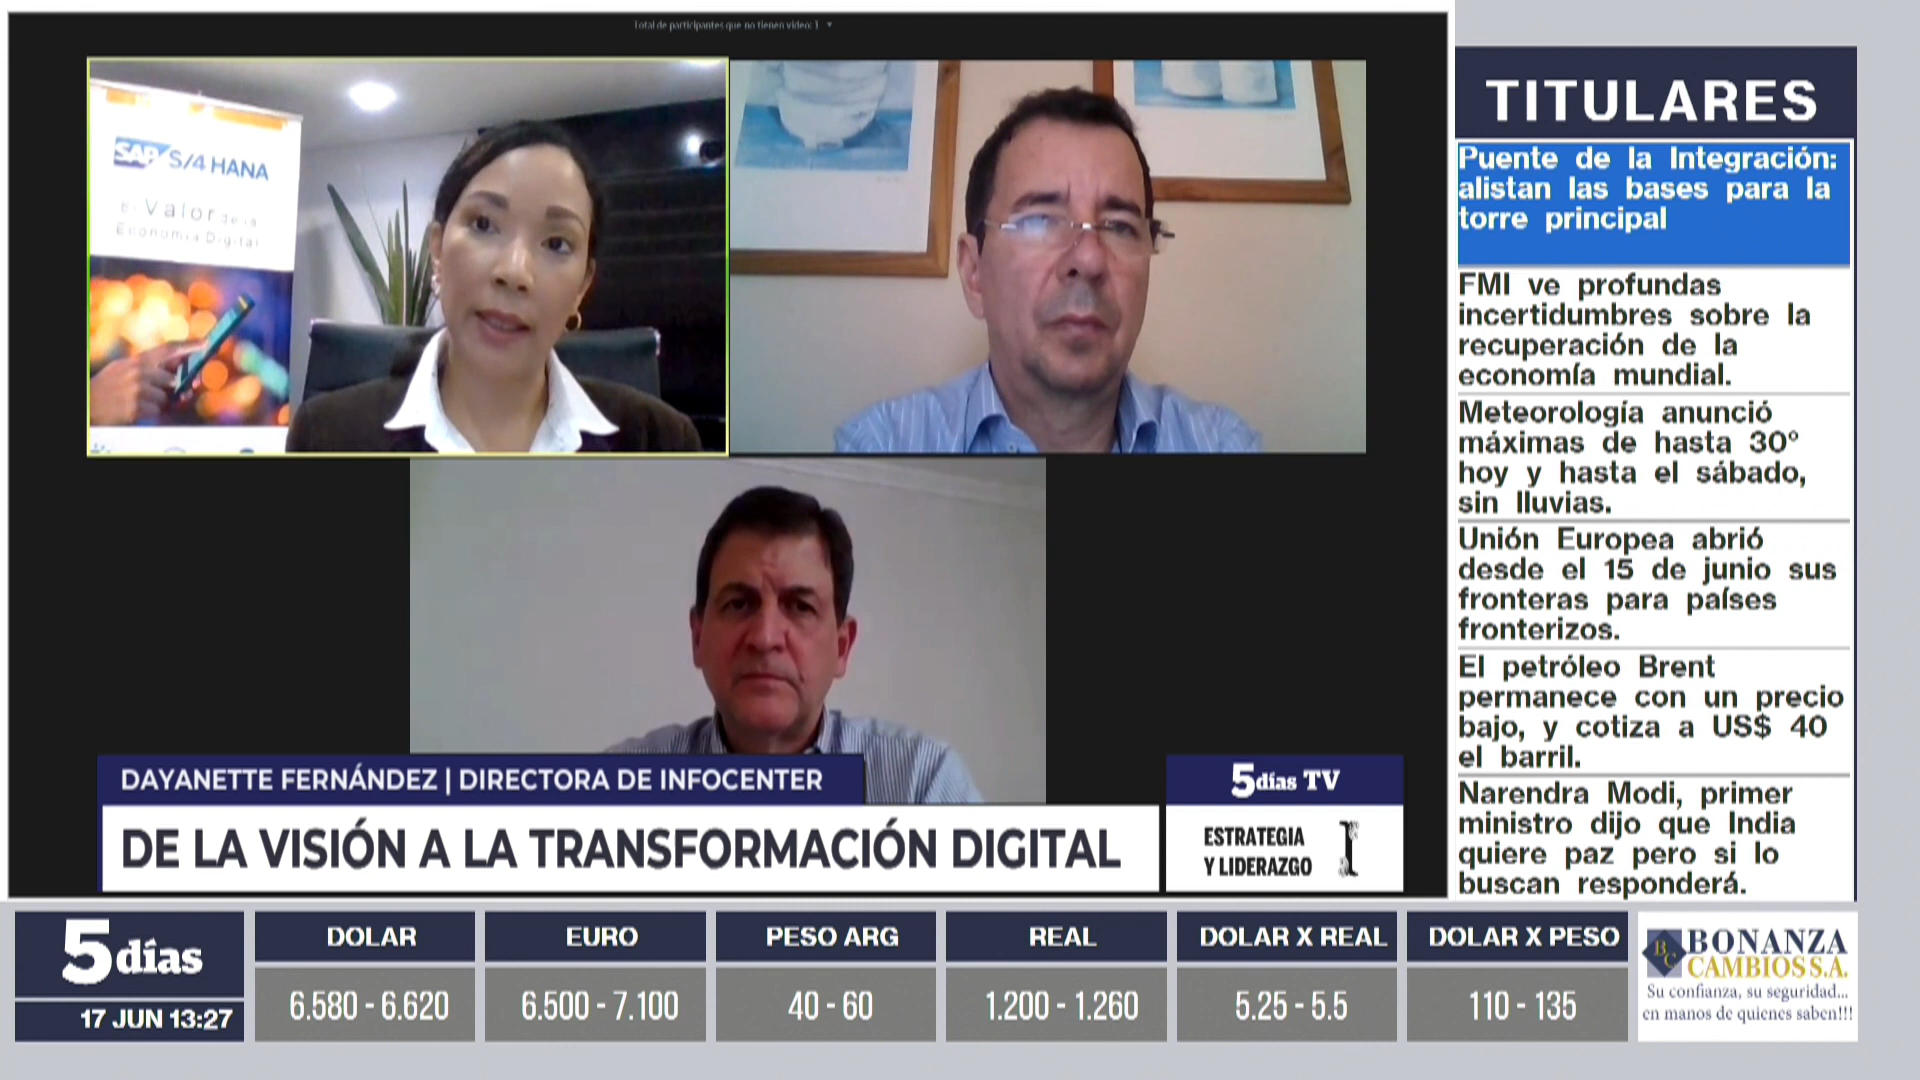 Total de participantes que no tienen video: 1
SAP S/4 HANA
El Valor de la
Economía Digital
DAYANETTE FERNÁNDEZ | DIRECTORA DE INFOCENTER
DE LA VISIÓN A LA TRANSFORMACIÓN DIGITAL
5días TV
ESTRATEGIA
Y LIDERAZGO
TITULARES
Puente de la Integración:
alistan las bases para la
torre principal
FMI ve profundas
incertidumbres sobre la
recuperación de la
economía mundial.
Meteorología anunció
máximas de hasta 30°
hoy y hasta el sábado,
sin lluvias.
Unión Europea abrió
desde el 15 de junio sus
fronteras para países
fronterizos.
El petróleo Brent
permanece con un precio
bajo, y cotiza a US$ 40
el barril.
Narendra Modi, primer
ministro dijo que India
quiere paz pero si lo
buscan responderá.
5días
17 JUN 13:27
DOLAR
6.580 - 6.620
EURO
6.500 - 7.100
PESO ARG
40 - 60
REAL
1.200 - 1.260
DOLAR X REAL
5.25 - 5.5
DOLAR X PESO
110 - 135
BC BONANZA
CAMBIOS S.A.
Su confianza, su seguridad...
en manos de quienes saben!!!